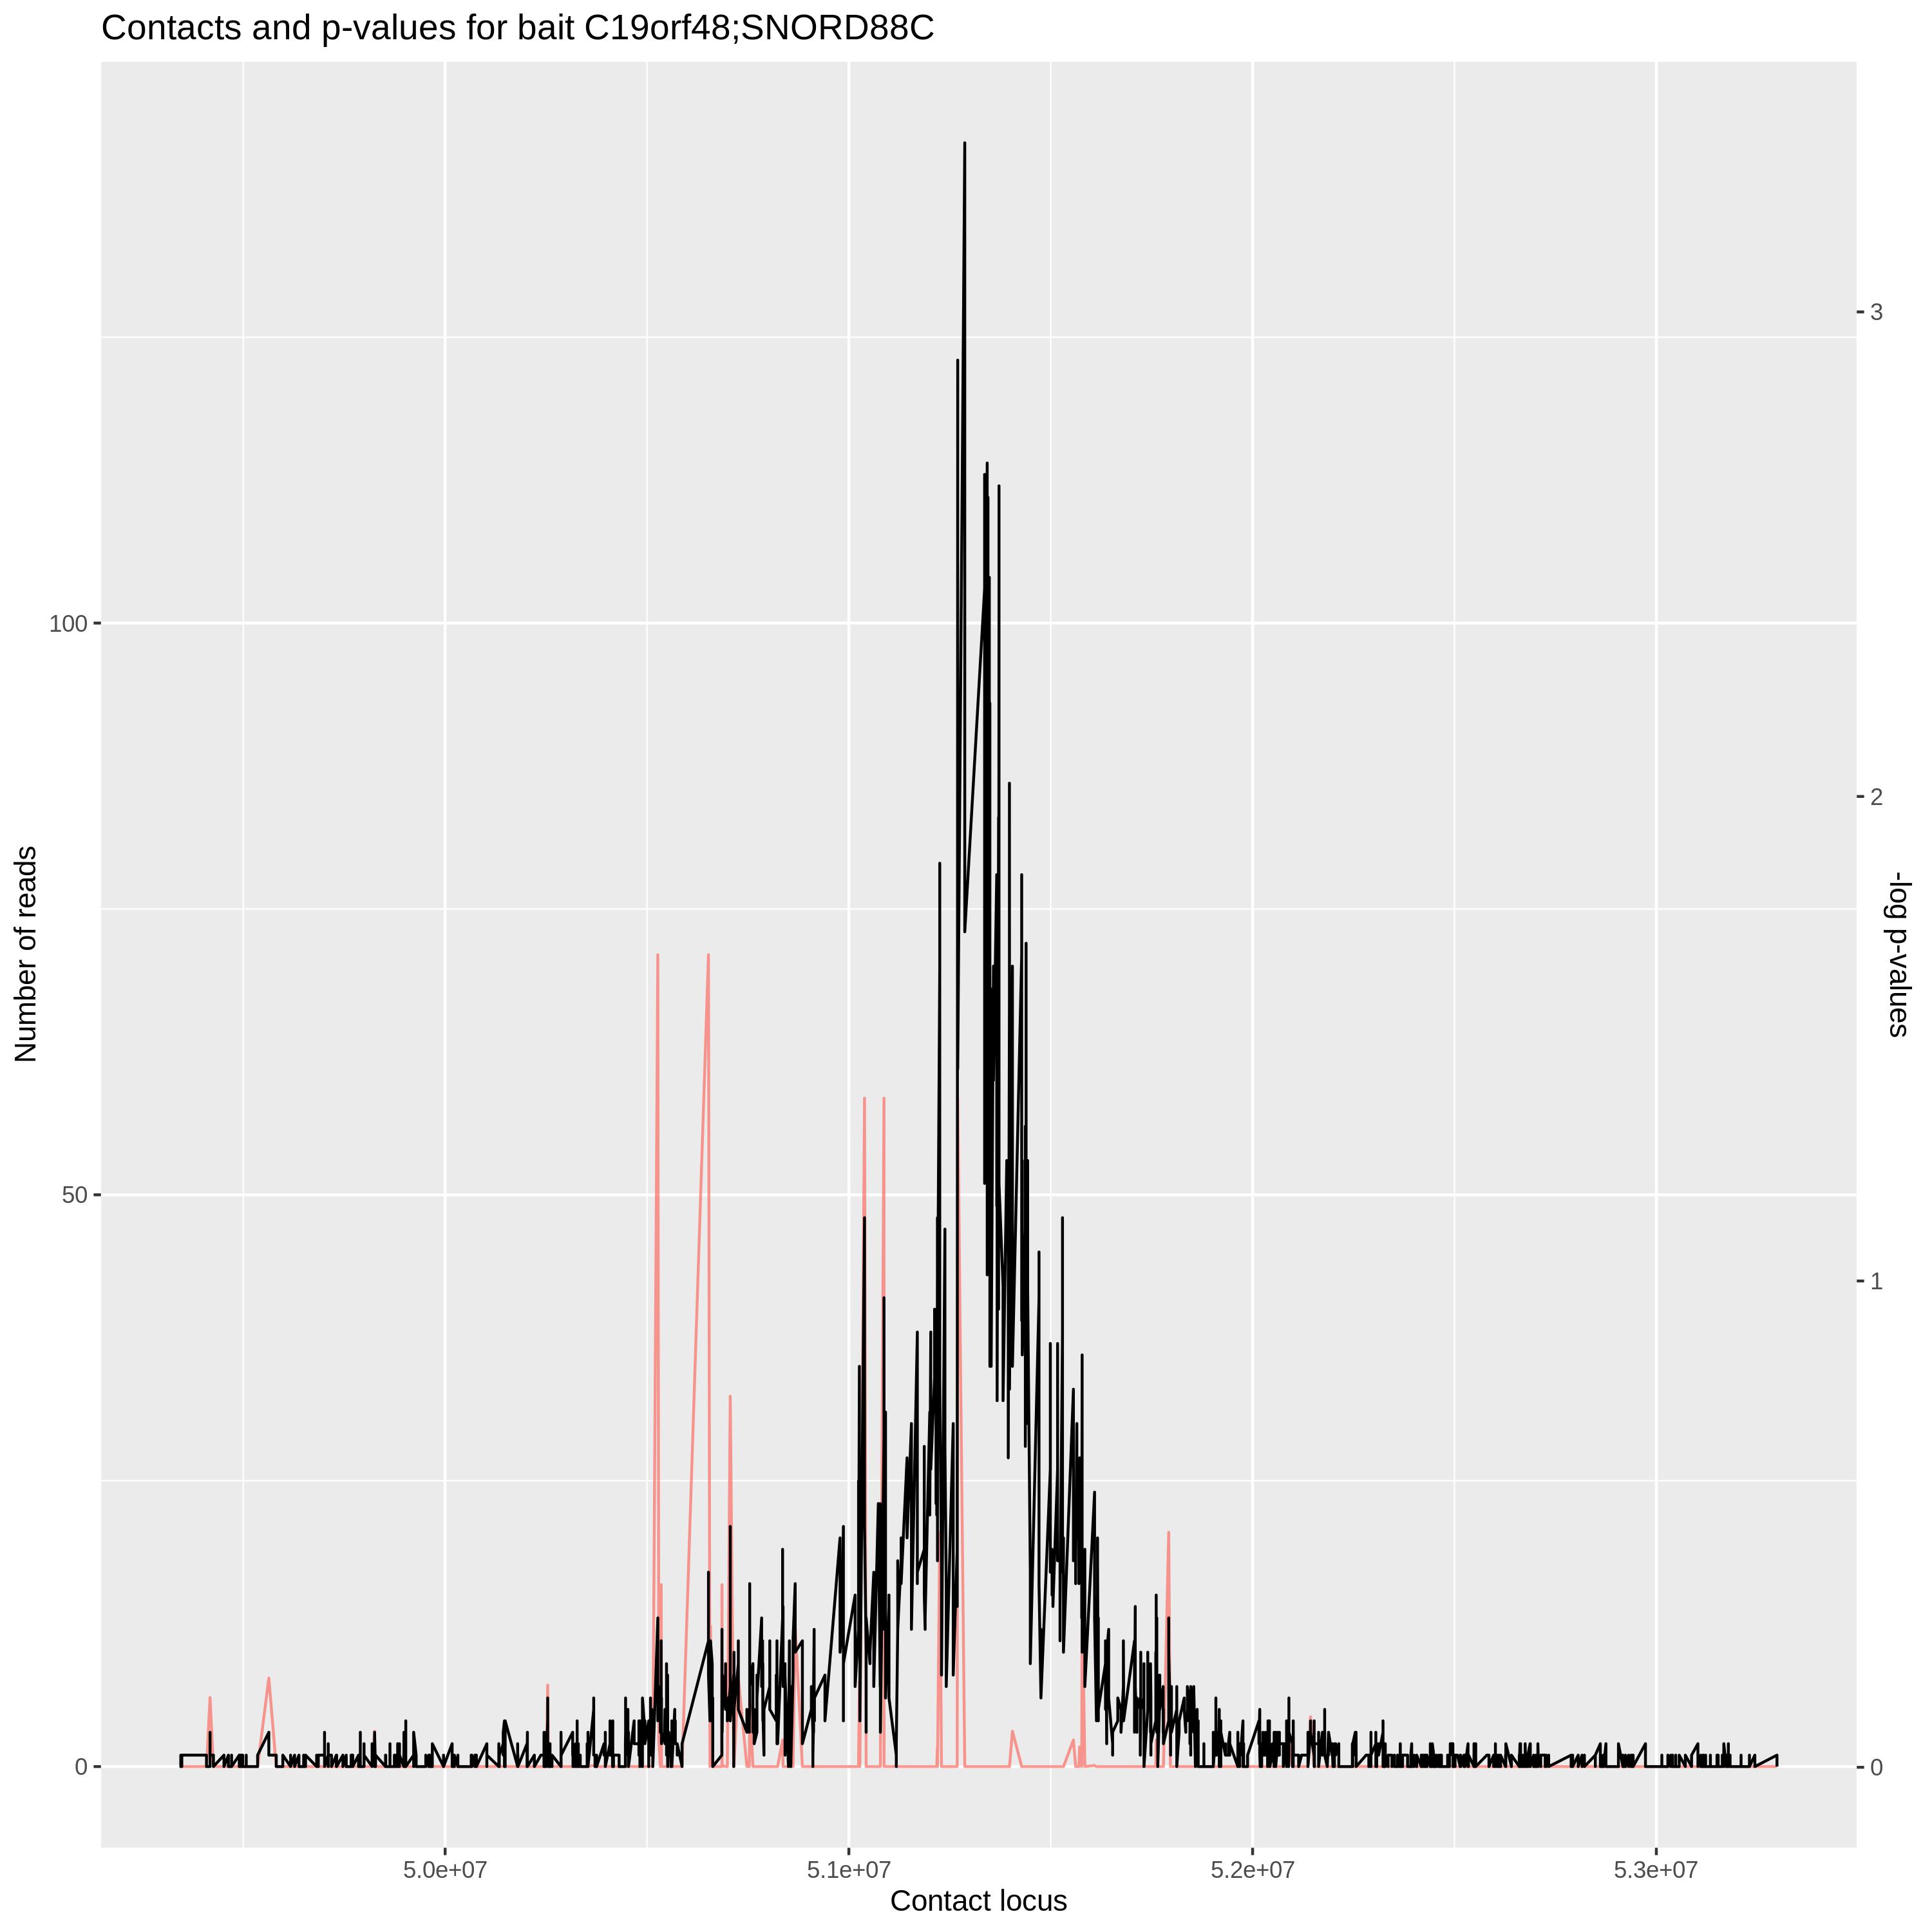 Contacts and p-values for bait C19orf48;SNORD88C
Number of reads
100
50
0
3
2
1
0
-log p-values
5.0e+07
5.1e+07
5.2e+07
5.3e+07
Contact locus